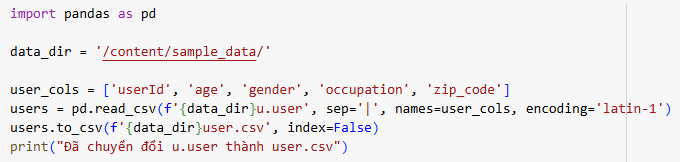 import pandas as pd
data_dir = '/content/sample_data/'
user_cols = ['userId', 'age', 'gender', 'occupation', 'zip_code']
users = pd.read_csv(f'{data_dir}u.user', sep='|', names=user_cols, encoding='latin-1')
users.to_csv(f'{data_dir}user.csv', index=False)
print("Đã chuyển đổi u.user thành user.csv")